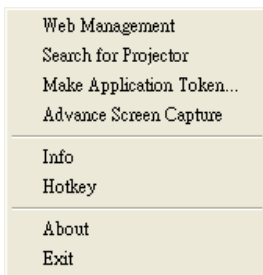 Web Management
Search for Projector
Make Application Token...
Advance Screen Capture
Info
Hotkey
About
Exit